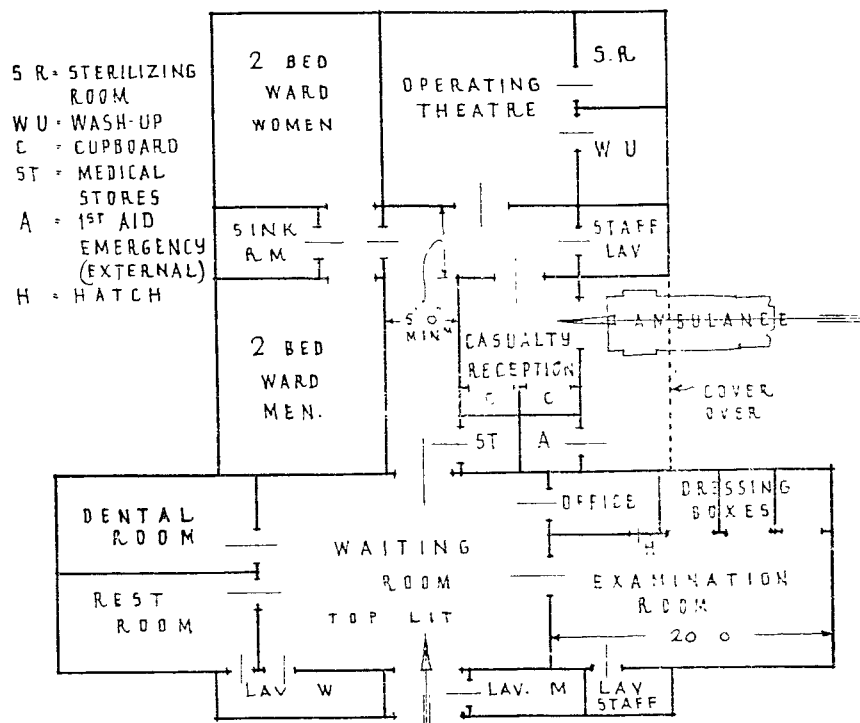 S R = STERILIZING
ROOM
W U = WASH-UP
C = CUPBOARD
ST = MEDICAL
STORES
A = 1ST AID
EMERGENCY
(EXTERNAL)
H = HATCH
2 BED
WARD
WOMEN
OPERATING
THEATRE
S.R
W U
SINK
RM
STAFF
LAV
5' 0"
MINM
AMBULANCE
CASUALTY
RECEPTION
2 BED
WARD
MEN.
C
C
COVER
OVER
ST
A
DENTAL
ROOM
OFFICE
DRESSING
BOXES
H
WAITING
ROOM
TOP LIT
REST
ROOM
EXAMINATION
ROOM
20 0
LAV W
LAV. M
LAV
STAFF